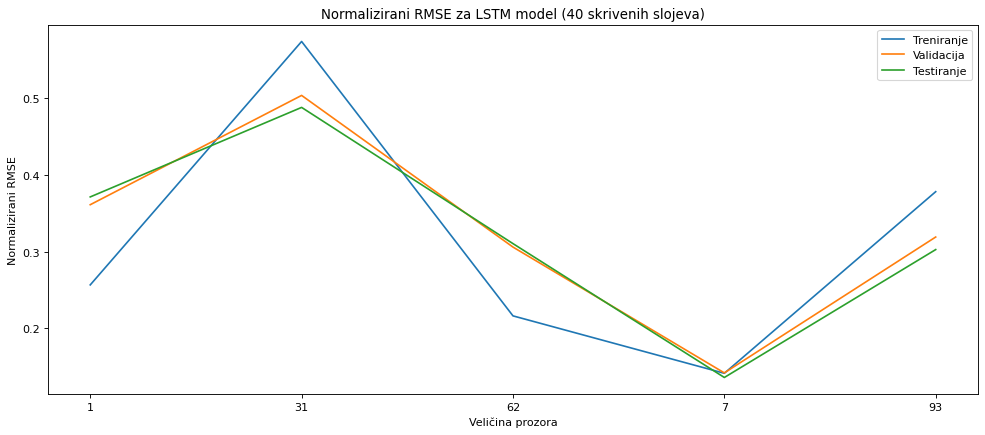 Normalizirani RMSE za LSTM model (40 skrivenih slojeva)
Treniranje
Validacija
Testiranje
Normalizirani RMSE
0.5
0.4
0.3
0.2
1 31 62 7 93
Veličina prozora